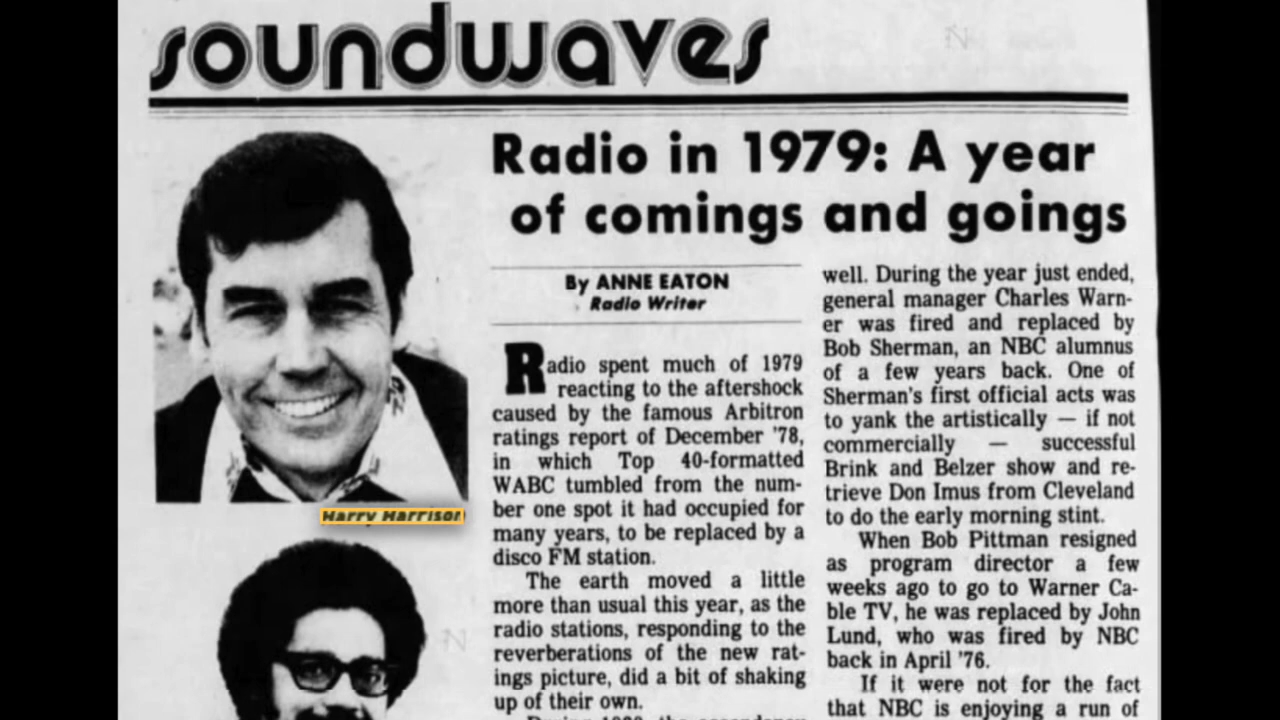 soundwaves
Radio in 1979: A year
of comings and goings
Harry Harrison
By ANNE EATON
Radio Writer
Radio spent much of 1979
reacting to the aftershock
caused by the famous Arbitron
ratings report of December '78,
in which Top 40-formatted
WABC tumbled from the num-
ber one spot it had occupied for
many years, to be replaced by a
disco FM station.
The earth moved a little
more than usual this year, as the
radio stations, responding to the
reverberations of the new rat-
ings picture, did a bit of shaking
up of their own.
well. During the year just ended,
general manager Charles Warn-
er was fired and replaced by
Bob Sherman, an NBC alumnus
of a few years back. One of
Sherman's first official acts was
to yank the artistically — if not
commercially — successful
Brink and Belzer show and re-
trieve Don Imus from Cleveland
to do the early morning stint.
When Bob Pittman resigned
as program director a few
weeks ago to go to Warner Ca-
ble TV, he was replaced by John
Lund, who was fired by NBC
back in April '76.
If it were not for the fact
that NBC is enjoying a run of